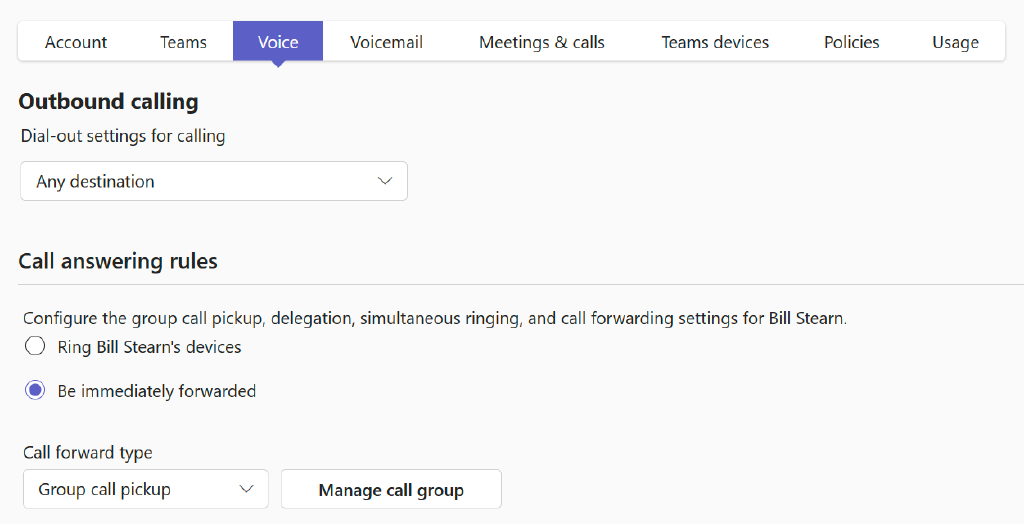 Account Teams Voice Voicemail Meetings & calls Teams devices Policies Usage
Outbound calling
Dial-out settings for calling
Any destination
Call answering rules
Configure the group call pickup, delegation, simultaneous ringing, and call forwarding settings for Bill Stearn.
Ring Bill Stearn's devices
Be immediately forwarded
Call forward type
Group call pickup Manage call group